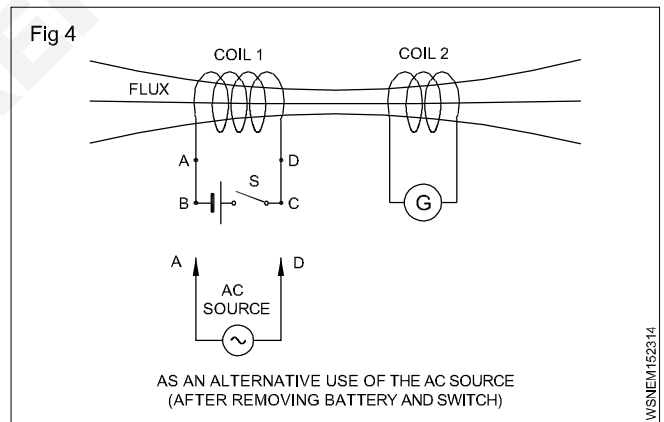 Fig 4
COIL 1
COIL 2
FLUX
A
D
S
B
C
G
A
D
AC
SOURCE
AS AN ALTERNATIVE USE OF THE AC SOURCE
(AFTER REMOVING BATTERY AND SWITCH)
WSNEM152314